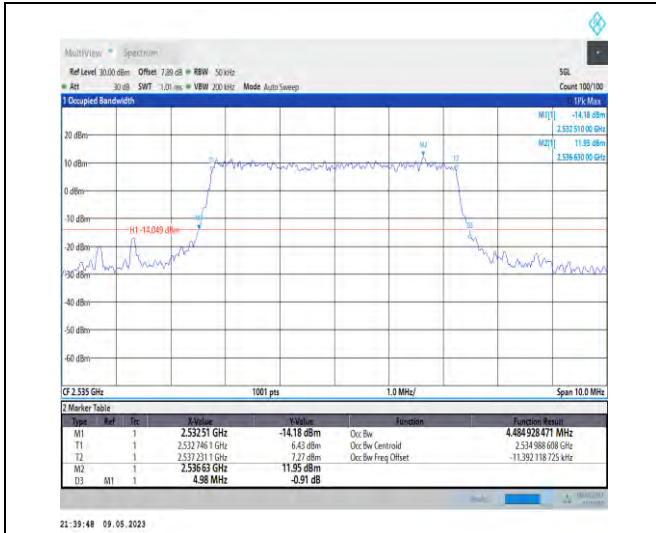 MultiView Spectrum
Ref Level 30.00 dBm Offset 7.89 dB RBW 50 kHz SGL
Att 30 dB SWT 1.01 ms VBW 200 kHz Mode Auto Sweep Count 100/100
1 Occupied Bandwidth 1Pk Max
M1[1] -14.18 dBm
2.532 510 00 GHz
M2[1] 11.95 dBm
2.536 630 00 GHz
20 dBm
M2
10 dBm
T2
0 dBm
-10 dBm
H1 -14.049 dBm
-20 dBm
-30 dBm
-40 dBm
-50 dBm
-60 dBm
CF 2.535 GHz 1001 pts 1.0 MHz/ Span 10.0 MHz
2 Marker Table
Type Ref Trc X-Value Y-Value Function Function Result
M1 1 2.53251 GHz -14.18 dBm Occ Bw 4.484 928 471 MHz
T1 1 2.532 746 1 GHz 6.43 dBm Occ Bw Centroid 2.534 988 608 GHz
T2 1 2.537 231 1 GHz 7.27 dBm Occ Bw Freq Offset -11.392 118 725 kHz
M2 1 2.53663 GHz 11.95 dBm
D3 M1 1 4.98 MHz -0.91 dB
21:39:48 09.05.2023